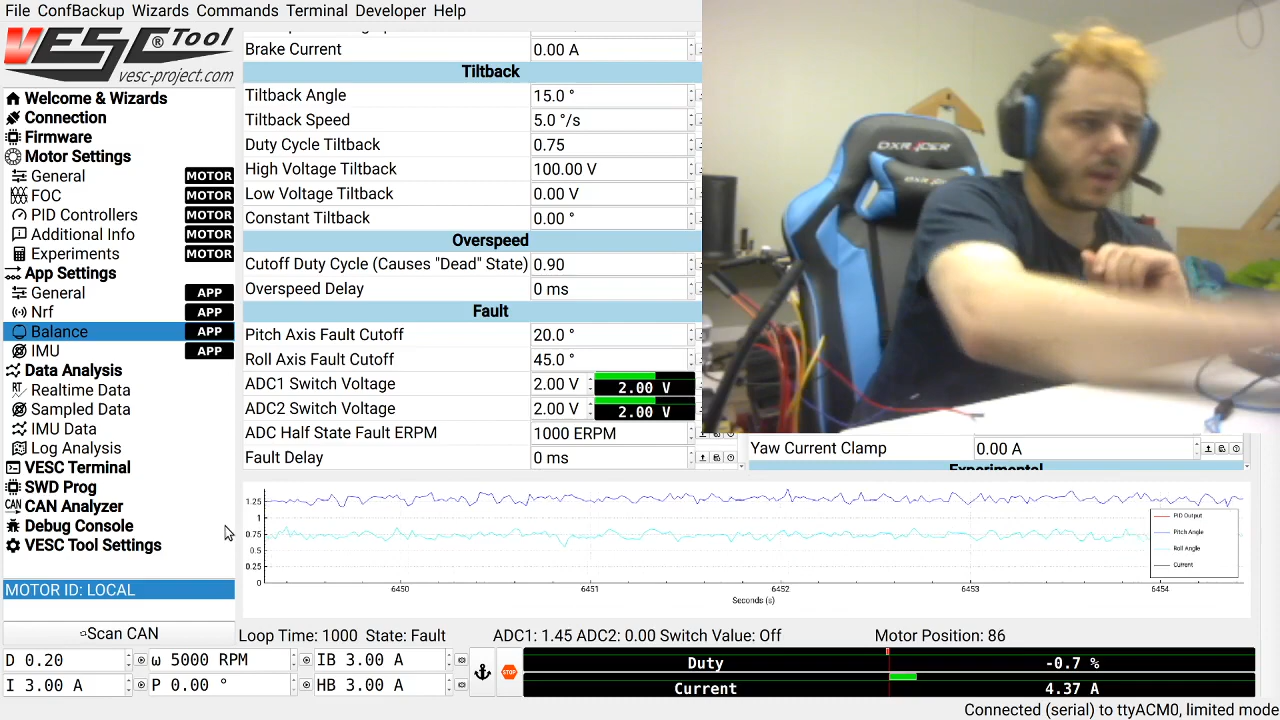 File ConfBackup Wizards Commands Terminal Developer Help
VESC® Tool
vesc-project.com
Welcome & Wizards
Connection
Firmware
Motor Settings
General MOTOR
FOC MOTOR
PID Controllers MOTOR
Additional Info MOTOR
Experiments MOTOR
App Settings
General APP
Nrf APP
Balance APP
IMU APP
Data Analysis
RT Realtime Data
Sampled Data
IMU Data
Log Analysis
VESC Terminal
SWD Prog
CAN CAN Analyzer
Debug Console
VESC Tool Settings
MOTOR ID: LOCAL
Scan CAN
Brake Current 0.00 A
Tiltback
Tiltback Angle 15.0 °
Tiltback Speed 5.0 °/s
Duty Cycle Tiltback 0.75
High Voltage Tiltback 100.00 V
Low Voltage Tiltback 0.00 V
Constant Tiltback 0.00 °
Overspeed
Cutoff Duty Cycle (Causes "Dead" State) 0.90
Overspeed Delay 0 ms
Fault
Pitch Axis Fault Cutoff 20.0 °
Roll Axis Fault Cutoff 45.0 °
ADC1 Switch Voltage 2.00 V 2.00 V
ADC2 Switch Voltage 2.00 V 2.00 V
ADC Half State Fault ERPM 1000 ERPM
Fault Delay 0 ms
DXRACER
Yaw Current Clamp 0.00 A
Experimental
1.25
1
0.75
0.5
0.25
0
6450 6451 6452 6453 6454
Seconds (s)
PID Output
Pitch Angle
Roll Angle
Current
Loop Time: 1000 State: Fault ADC1: 1.45 ADC2: 0.00 Switch Value: Off Motor Position: 86
D 0.20 ω 5000 RPM IB 3.00 A
I 3.00 A P 0.00 ° HB 3.00 A
STOP
Duty -0.7 %
Current 4.37 A
Connected (serial) to ttyACM0, limited mode